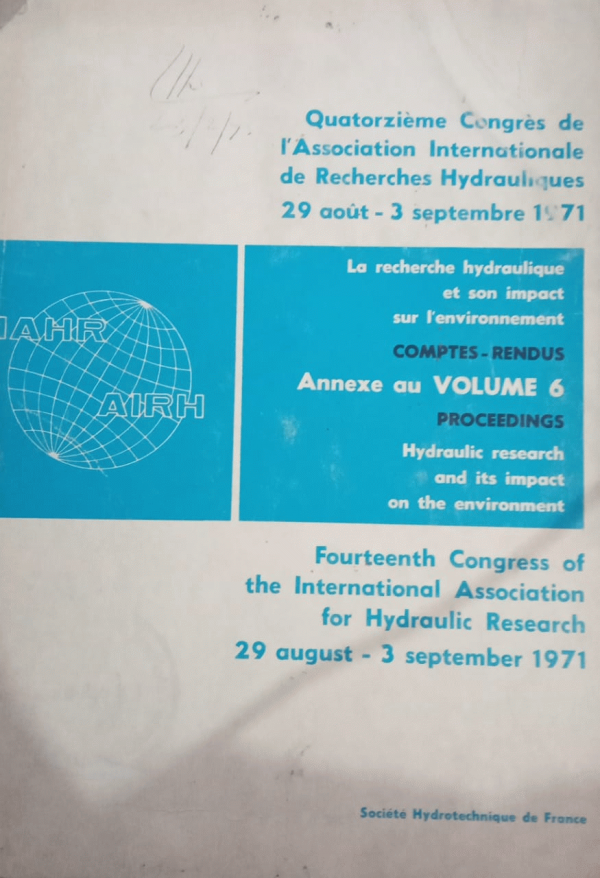 Quatorzième Congrès de
l'Association Internationale
de Recherches Hydrauliques
29 août - 3 septembre 1971
IAHR
AIRH
La recherche hydraulique
et son impact
sur l'environnement
COMPTES-RENDUS
Annexe au VOLUME 6
PROCEEDINGS
Hydraulic research
and its impact
on the environment
Fourteenth Congress of
the International Association
for Hydraulic Research
29 august - 3 september 1971
Société Hydrotechnique de France